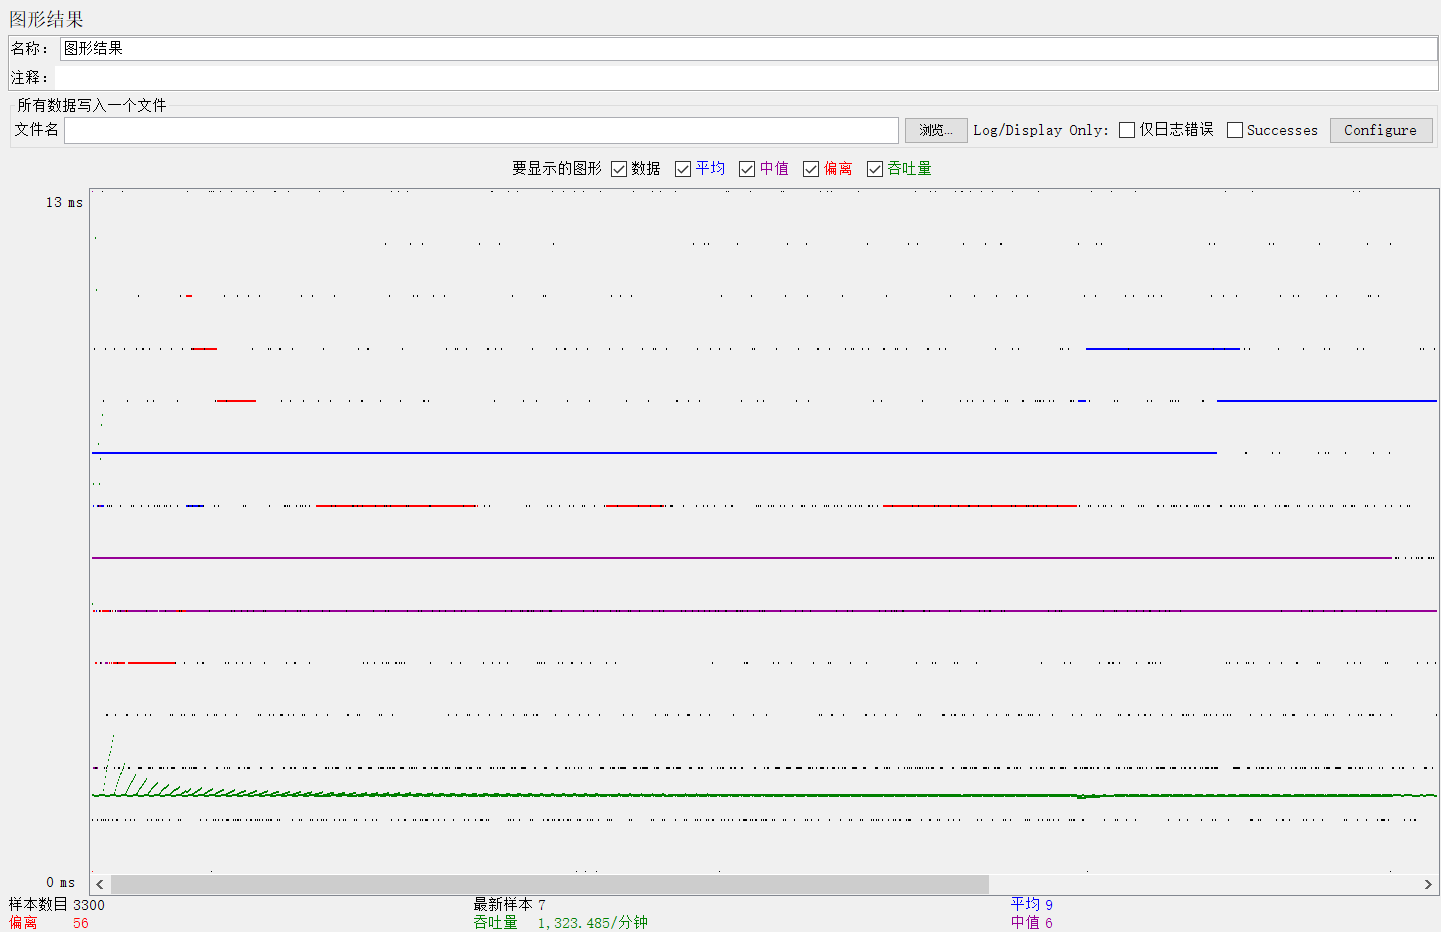 图形结果
名称： 图形结果
注释：
所有数据写入一个文件
文件名 浏览... Log/Display Only: 仅日志错误 Successes Configure
要显示的图形 数据 平均 中值 偏离 吞吐量
13 ms
0 ms
样本数目 3300 最新样本 7 平均 9
偏离 56 吞吐量 1,323.485/分钟 中值 6